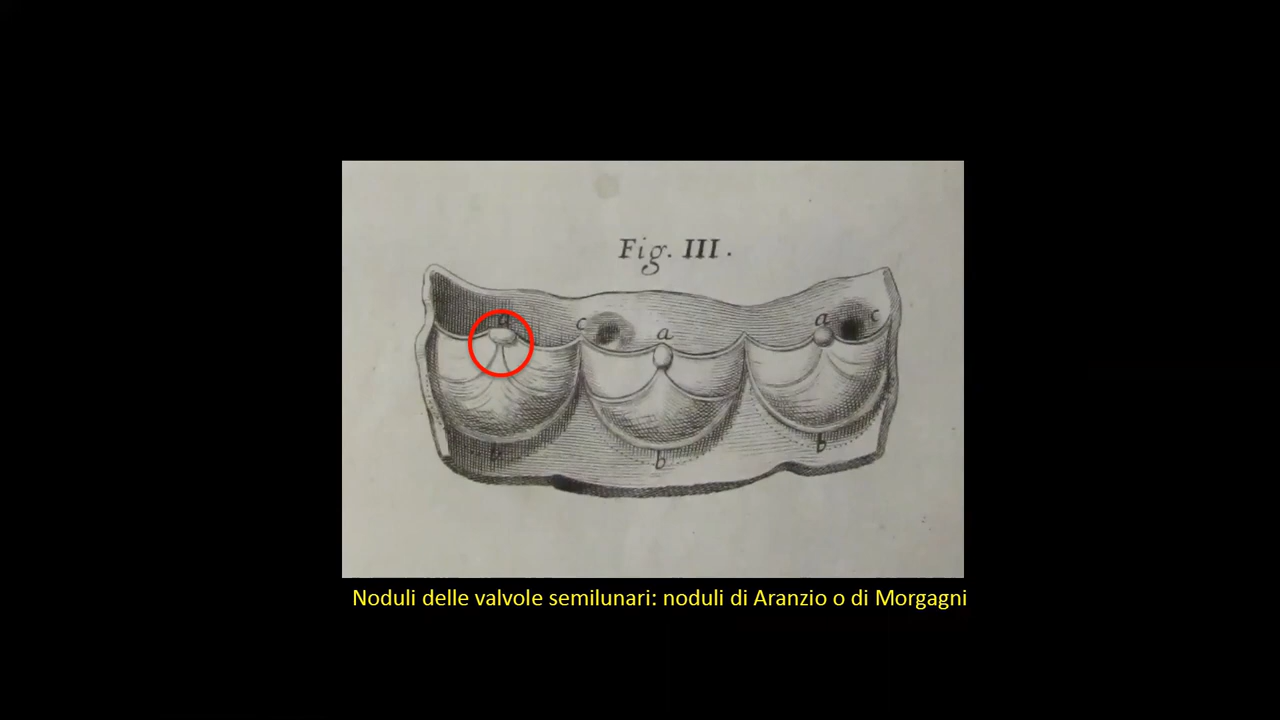 Fig. III.
a
c
a
a
c
b
b
b
Noduli delle valvole semilunari: noduli di Aranzio o di Morgagni